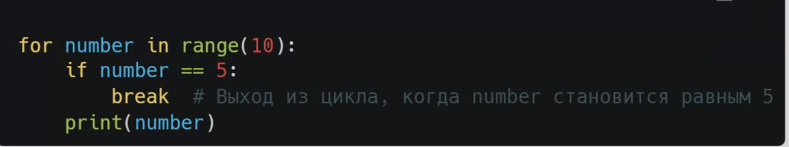 for number in range(10):
    if number == 5:
        break  # Выход из цикла, когда number становится равным 5
    print(number)